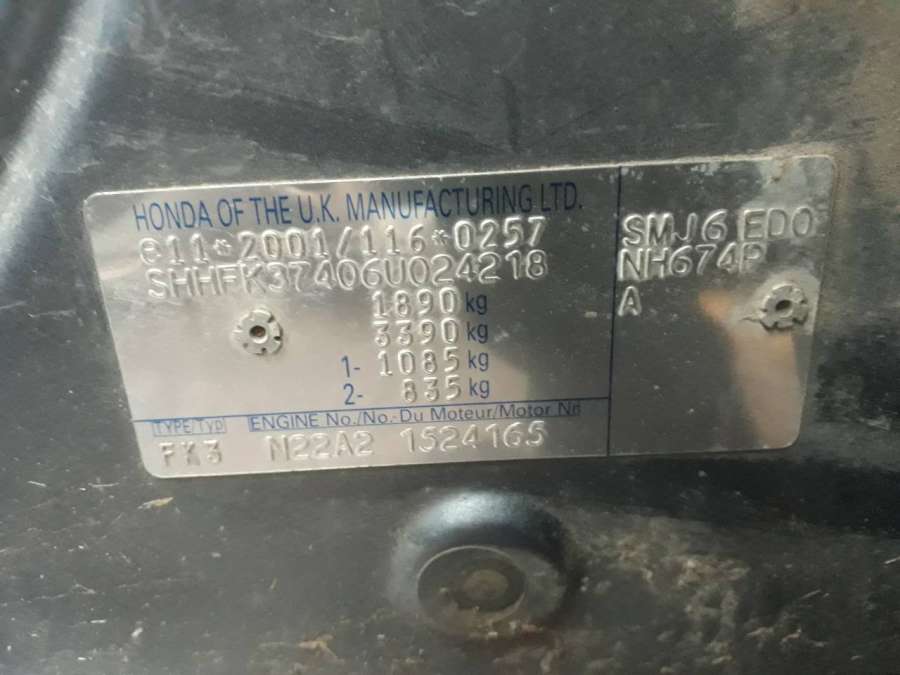 HONDA OF THE U.K. MANUFACTURING LTD.
e11*2001/116*0257
SHHFK37406U024218
1890 kg
3390 kg
1- 1085 kg
2- 835 kg
TYPE/TYP ENGINE No./No.-Du Moteur/Motor Nr.
FK3 N22A2 1524165
SMJ6 EDO
NH674P
A